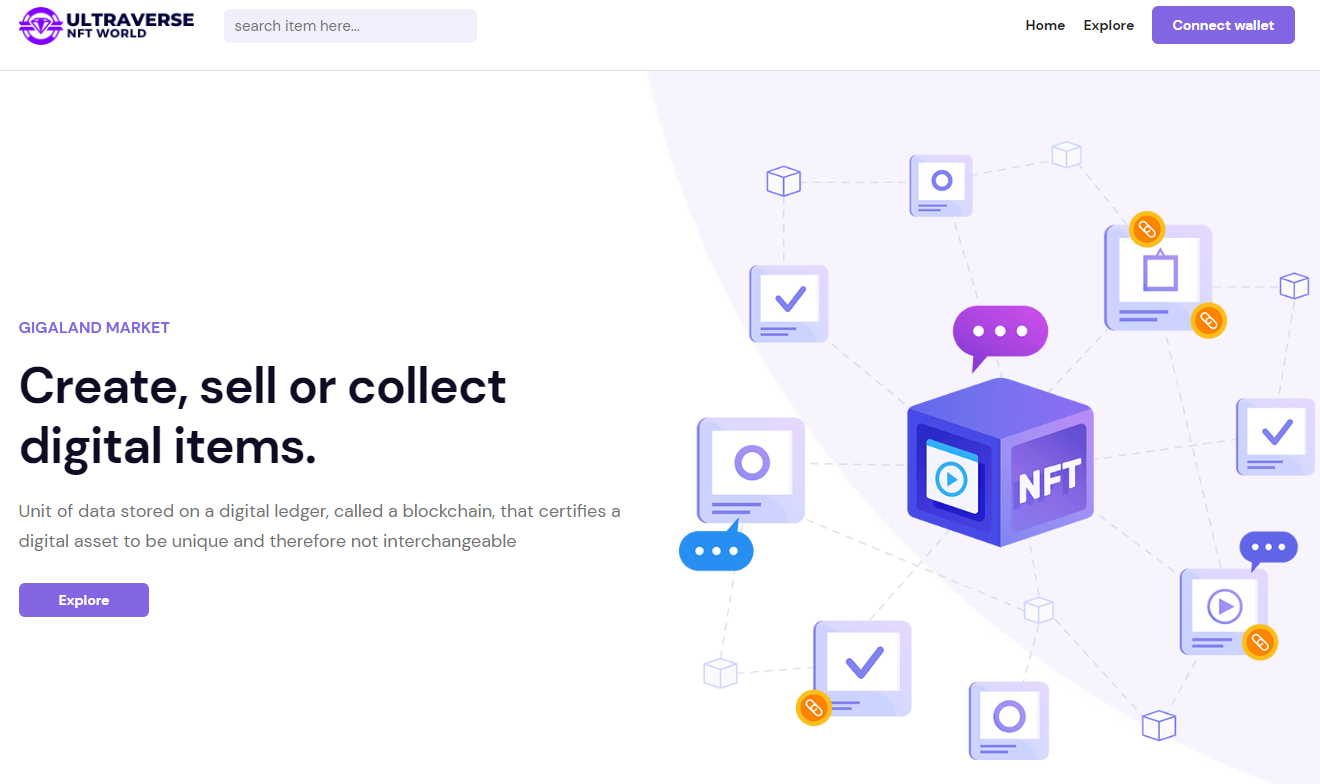 ULTRAVERSE
NFT WORLD
search item here...
Home
Explore
Connect wallet
GIGALAND MARKET
Create, sell or collect
digital items.
Unit of data stored on a digital ledger, called a blockchain, that certifies a
digital asset to be unique and therefore not interchangeable
Explore
NFT